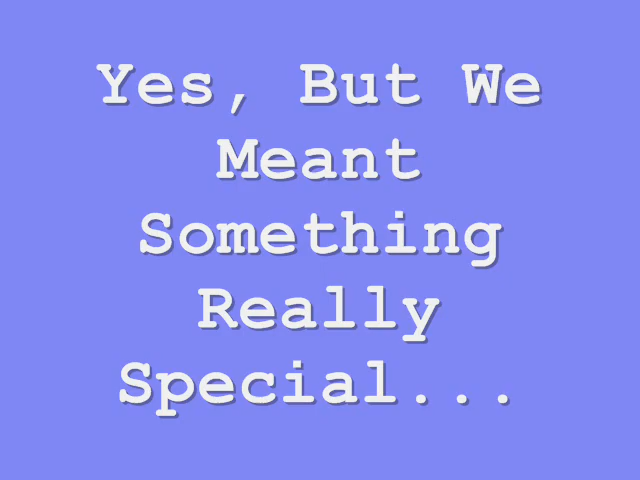 Yes, But We
Meant
Something
Really
Special...